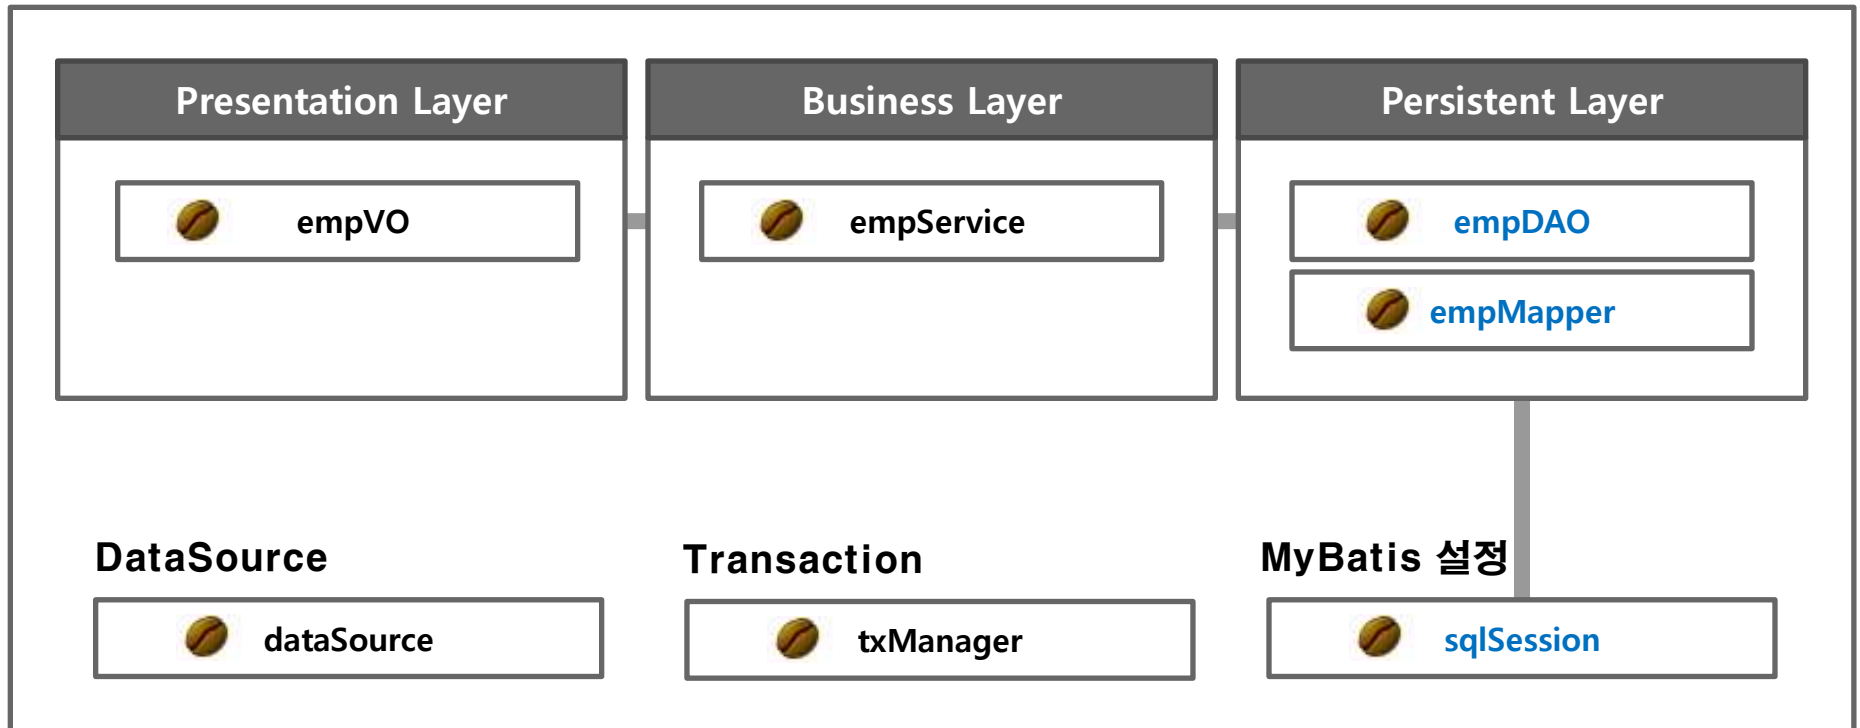 Presentation Layer
Business Layer
Persistent Layer
empVO
empService
empDAO
empMapper
DataSource
Transaction
MyBatis 설정
dataSource
txManager
sqlSession